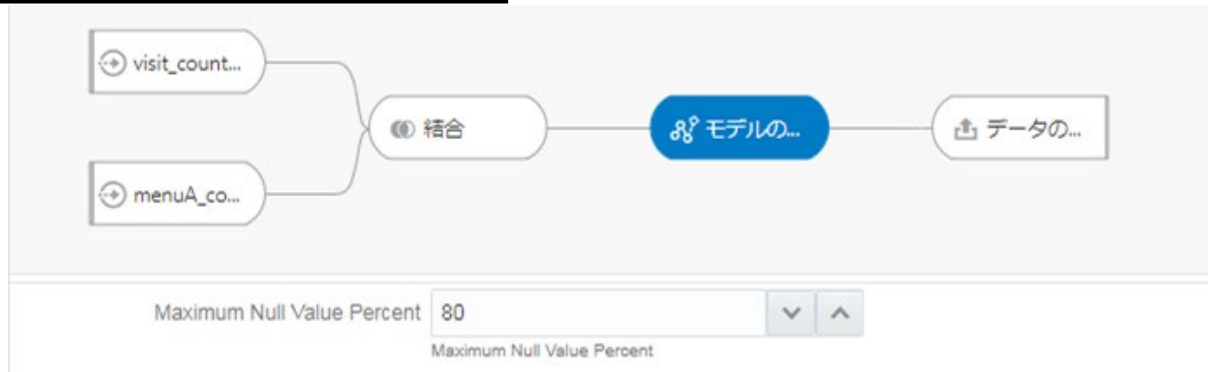 visit_count...
結合
モデルの...
データの...
menuA_co...
Maximum Null Value Percent 80
Maximum Null Value Percent